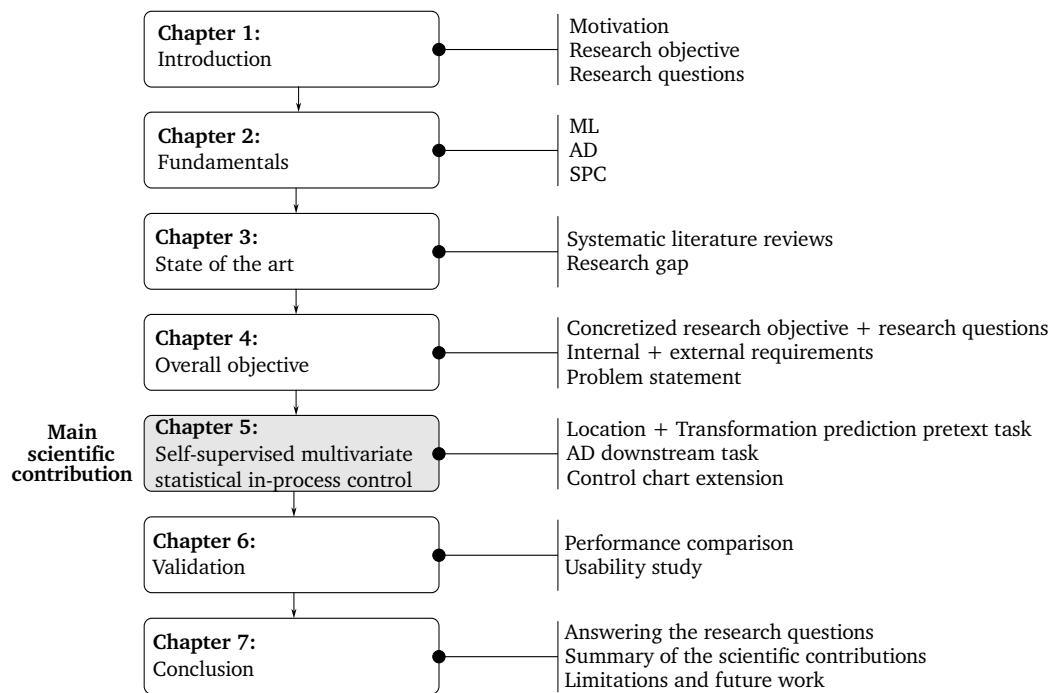 Chapter 1:
Introduction
Motivation
Research objective
Research questions
Chapter 2:
Fundamentals
ML
AD
SPC
Chapter 3:
State of the art
Systematic literature reviews
Research gap
Chapter 4:
Overall objective
Concretized research objective + research questions
Internal + external requirements
Problem statement
Main
scientific
contribution
Chapter 5:
Self-supervised multivariate
statistical in-process control
Location + Transformation prediction pretext task
AD downstream task
Control chart extension
Chapter 6:
Validation
Performance comparison
Usability study
Chapter 7:
Conclusion
Answering the research questions
Summary of the scientific contributions
Limitations and future work